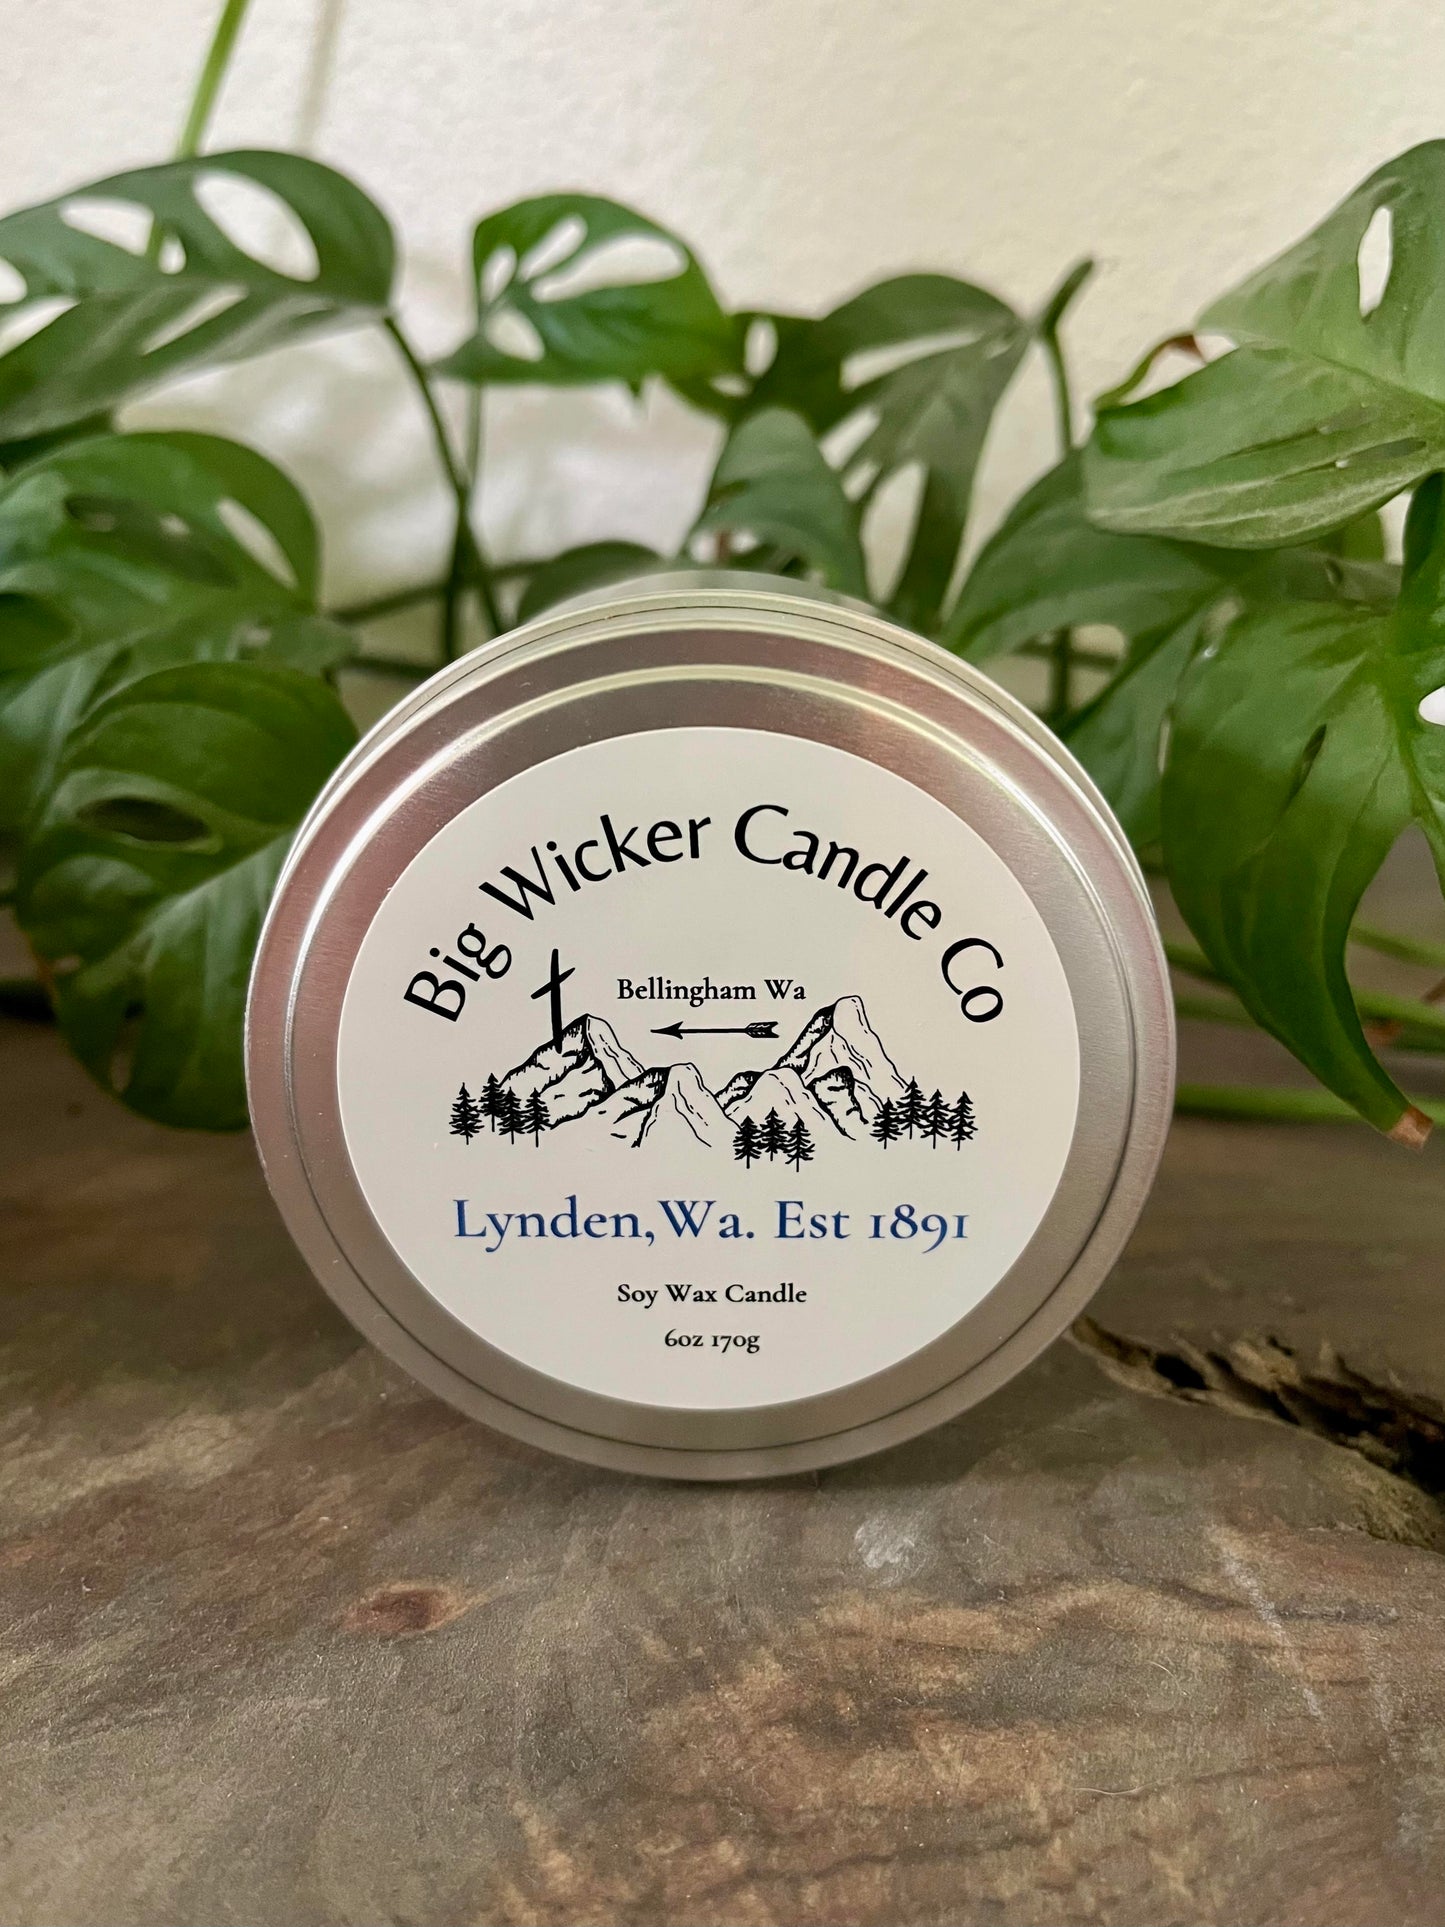 Big Wicker Candle Co
Bellingham Wa
Lynden, Wa. Est 1891
Soy Wax Candle
6oz 170g